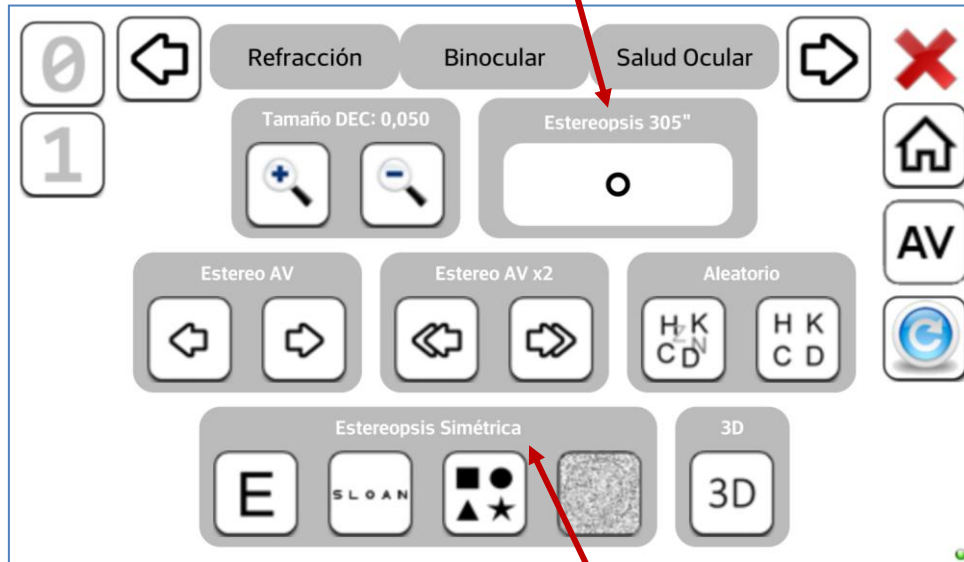 0
Refracción Binocular Salud Ocular
1
Tamaño DEC: 0,050
Estereopsis 305"
AV
Estereo AV
Estereo AV x2
Aleatorio
H K
Z
C D N
H K
C D
Estereopsis Simétrica
3D
E
SLOAN
3D